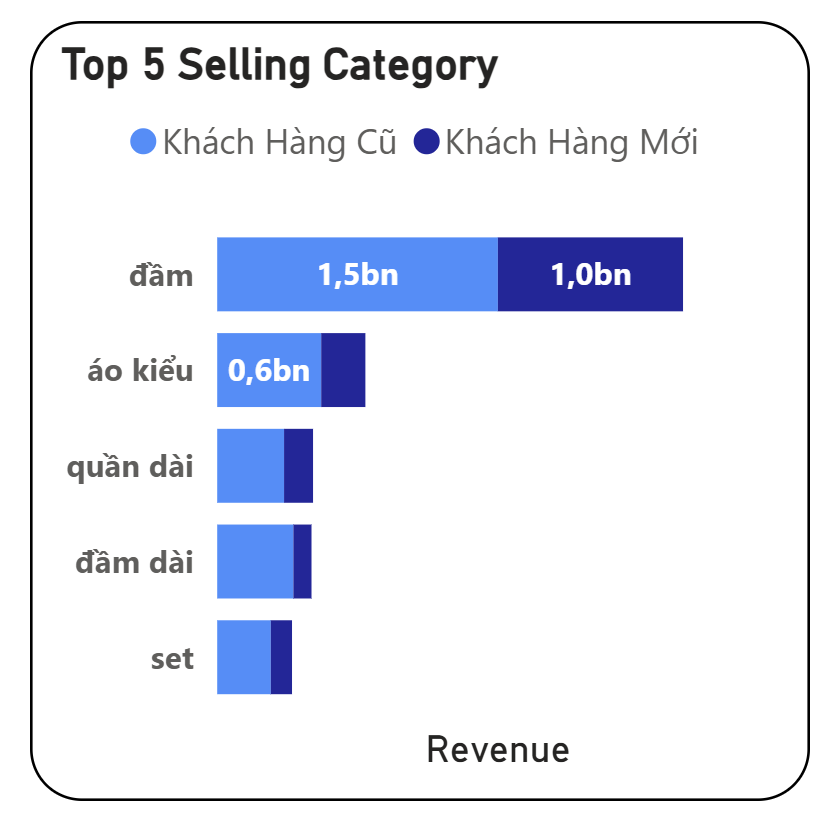 Top 5 Selling Category
Khách Hàng Cũ Khách Hàng Mới
đầm 1,5bn 1,0bn
áo kiểu 0,6bn
quần dài
đầm dài
set
Revenue